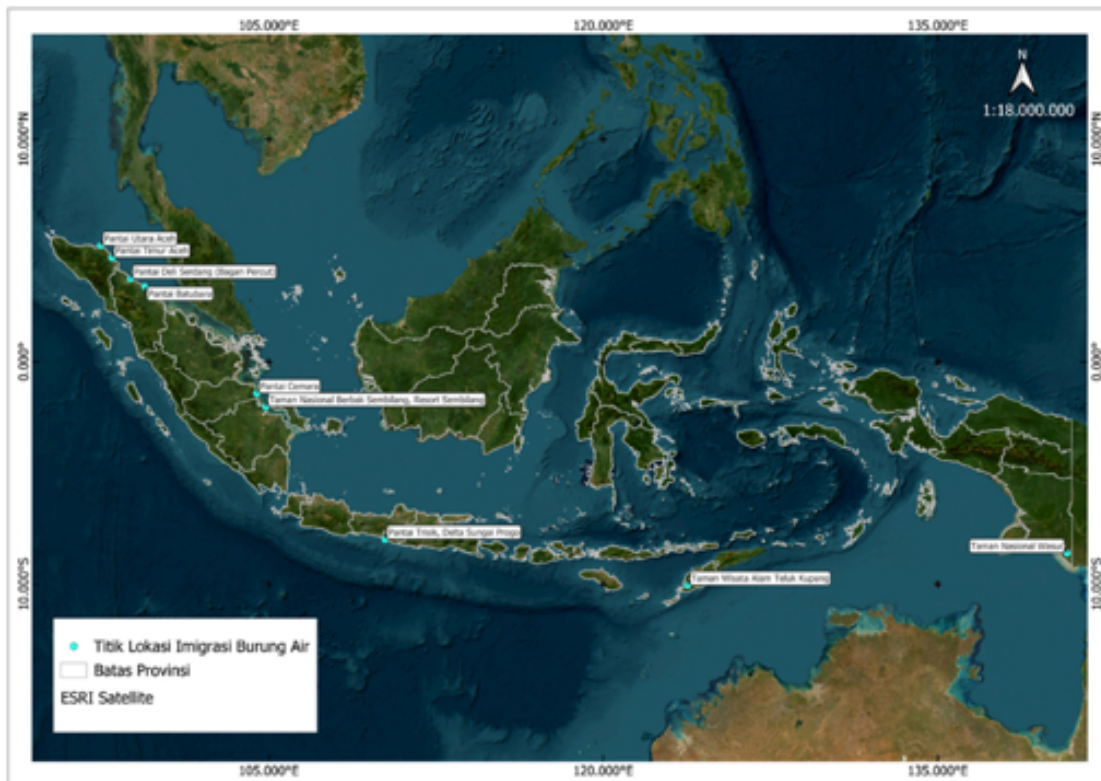 105.000°E 120.000°E 135.000°E
N
1:18.000.000
10.000°N 10.000°N
Pantai Utara Aceh
Pantai Timur Aceh
Pantai Deli Serdang (Bagan Percut)
Pantai Batubara
0.000° 0.000°
Pantai Cemara
Taman Nasional Berbak Sembilang, Resort Sembilang
Pantai Trisik, Delta Sungai Progo
Taman Nasional Wasur
Taman Wisata Alam Teluk Kupang
10.000°S 10.000°S
Titik Lokasi Imigrasi Burung Air
Batas Provinsi
ESRI Satellite
105.000°E 120.000°E 135.000°E